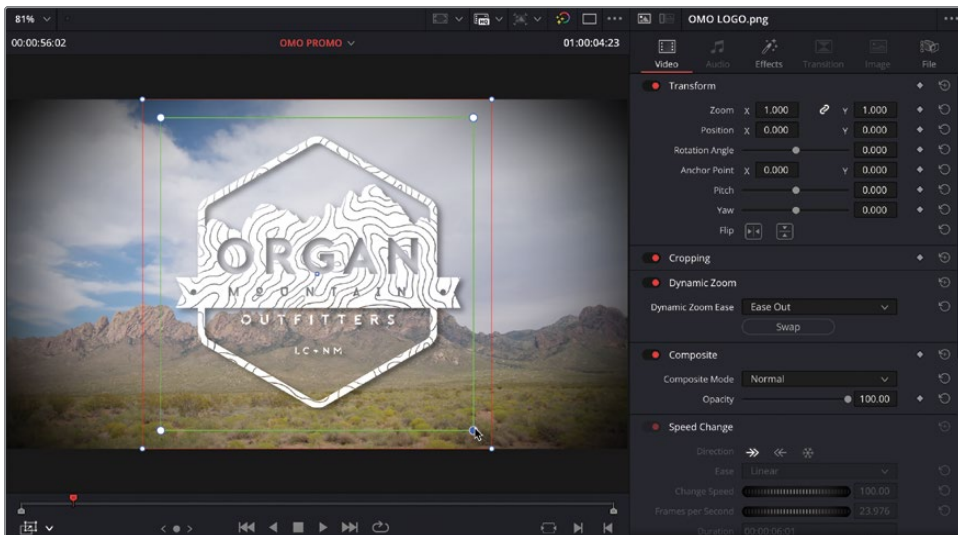 81%
OMO LOGO.png
00:00:56:02 OMO PROMO 01:00:04:23
Video Audio Effects Transition Image File
Transform
Zoom X 1.000 Y 1.000
Position X 0.000 Y 0.000
Rotation Angle 0.000
Anchor Point X 0.000 Y 0.000
Pitch 0.000
Yaw 0.000
Flip
Cropping
Dynamic Zoom
Dynamic Zoom Ease Ease Out
Swap
Composite
Composite Mode Normal
Opacity 100.00
Speed Change
Direction
Ease Linear
Change Speed 100.00
Frames per Second 23.976
Duration 00:00:06:01
ORGAN
MOUNTAIN
OUTFITTERS
LC+NM